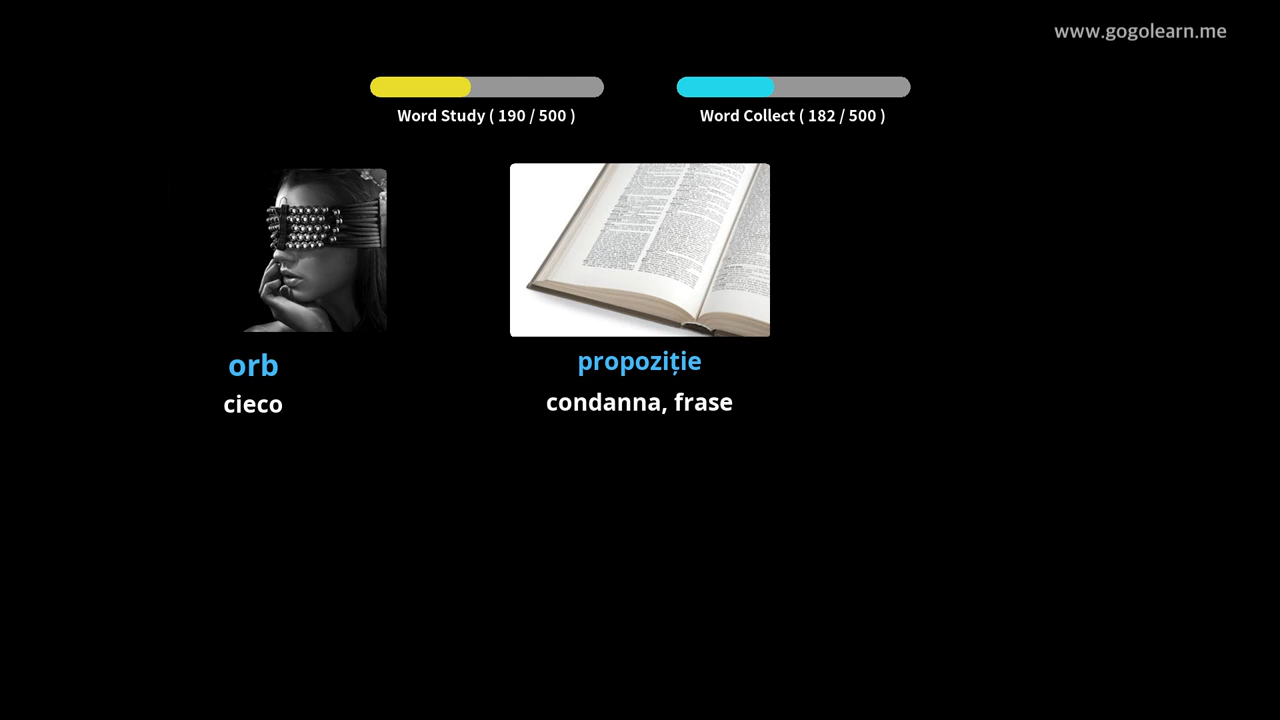 www.gogolearn.me
Word Study ( 190 / 500 )
Word Collect ( 182 / 500 )
orb
cieco
propoziție
condanna, frase